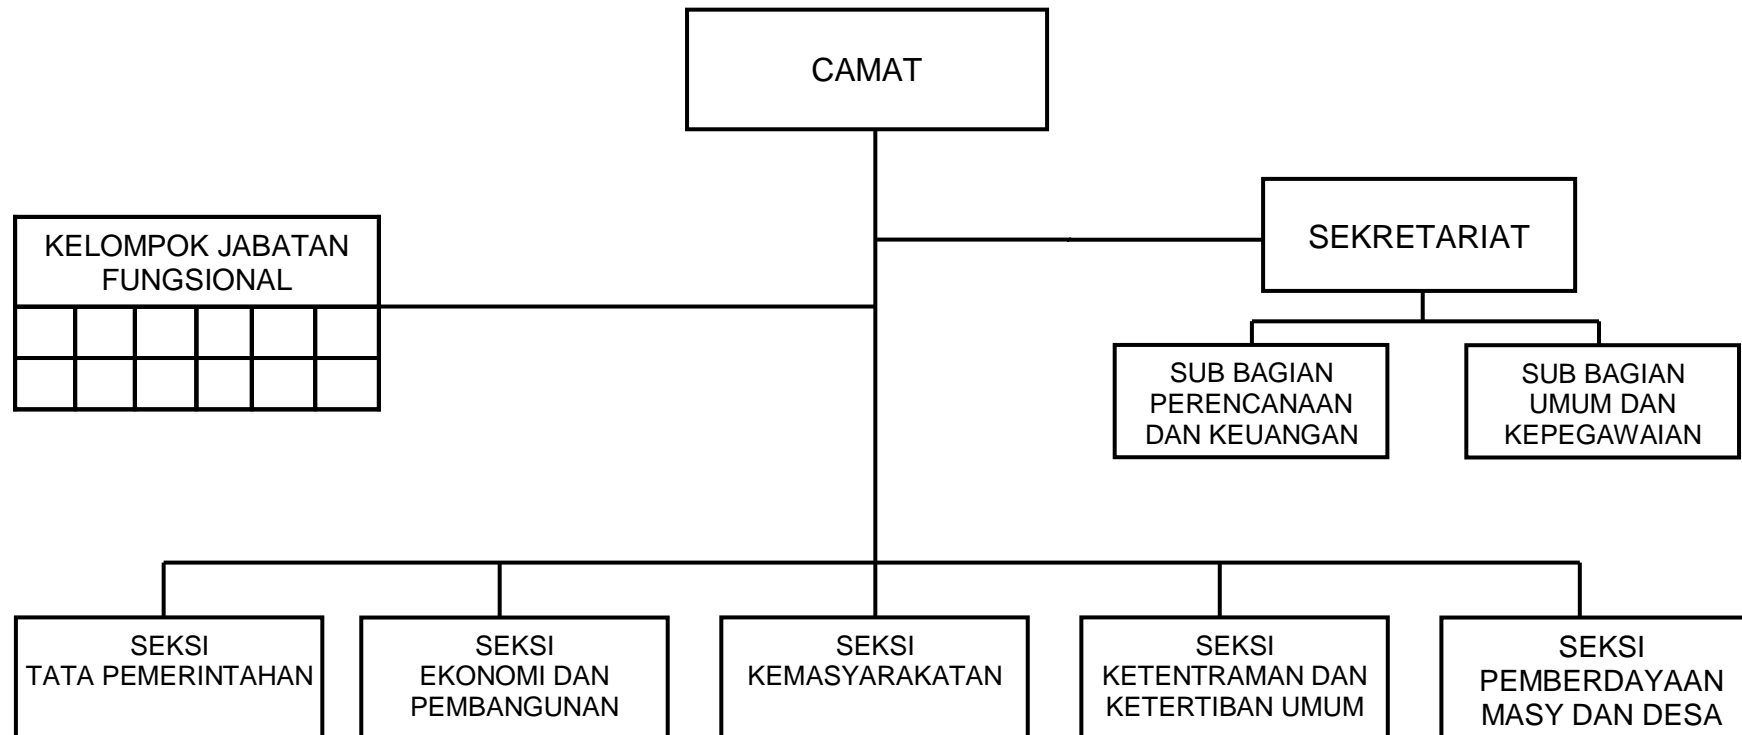 CAMAT
SEKRETARIAT
KELOMPOK JABATAN
FUNGSIONAL
SUB BAGIAN
PERENCANAAN
DAN KEUANGAN
SUB BAGIAN
UMUM DAN
KEPEGAWAIAN
SEKSI
TATA PEMERINTAHAN
SEKSI
EKONOMI DAN
PEMBANGUNAN
SEKSI
KEMASYARAKATAN
SEKSI
KETENTRAMAN DAN
KETERTIBAN UMUM
SEKSI
PEMBERDAYAAN
MASY DAN DESA